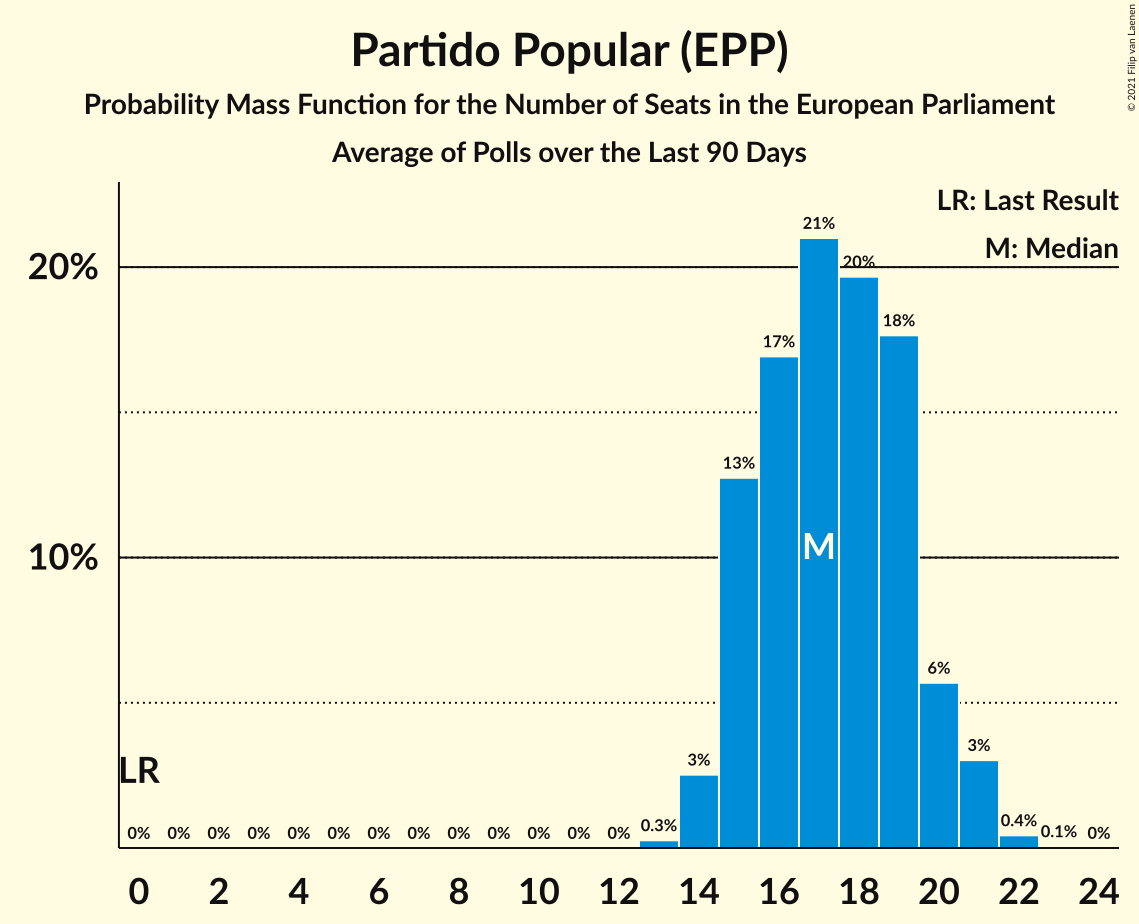 Partido Popular (EPP)
Probability Mass Function for the Number of Seats in the European Parliament
Average of Polls over the Last 90 Days
© 2021 Filip van Laenen
LR: Last Result
M: Median
20%
10%
21%
20%
18%
17%
13%
M
6%
3%
3%
LR
0% 0% 0% 0% 0% 0% 0% 0% 0% 0% 0% 0% 0% 0.3% 0.4% 0.1% 0%
0 2 4 6 8 10 12 14 16 18 20 22 24